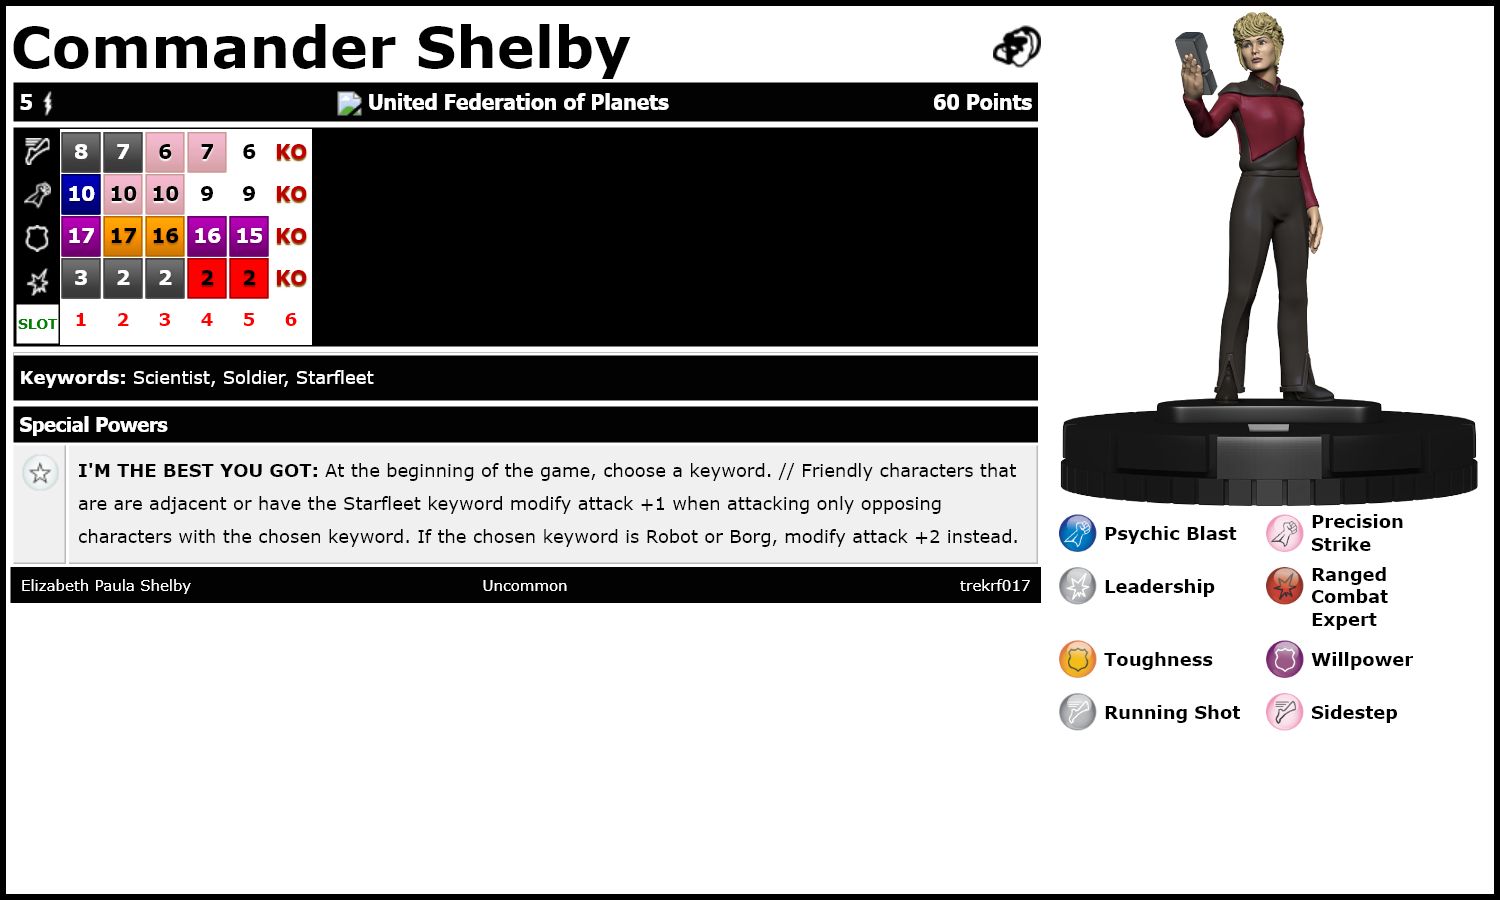 Commander Shelby
5 United Federation of Planets 60 Points
8 7 6 7 6 KO
10 10 10 9 9 KO
17 17 16 16 15 KO
3 2 2 2 2 KO
SLOT 1 2 3 4 5 6
Keywords: Scientist, Soldier, Starfleet
Special Powers
I'M THE BEST YOU GOT: At the beginning of the game, choose a keyword. // Friendly characters that
are are adjacent or have the Starfleet keyword modify attack +1 when attacking only opposing
characters with the chosen keyword. If the chosen keyword is Robot or Borg, modify attack +2 instead.
Elizabeth Paula Shelby Uncommon trekrf017
Psychic Blast
Precision
Strike
Leadership
Ranged
Combat
Expert
Toughness
Willpower
Running Shot
Sidestep